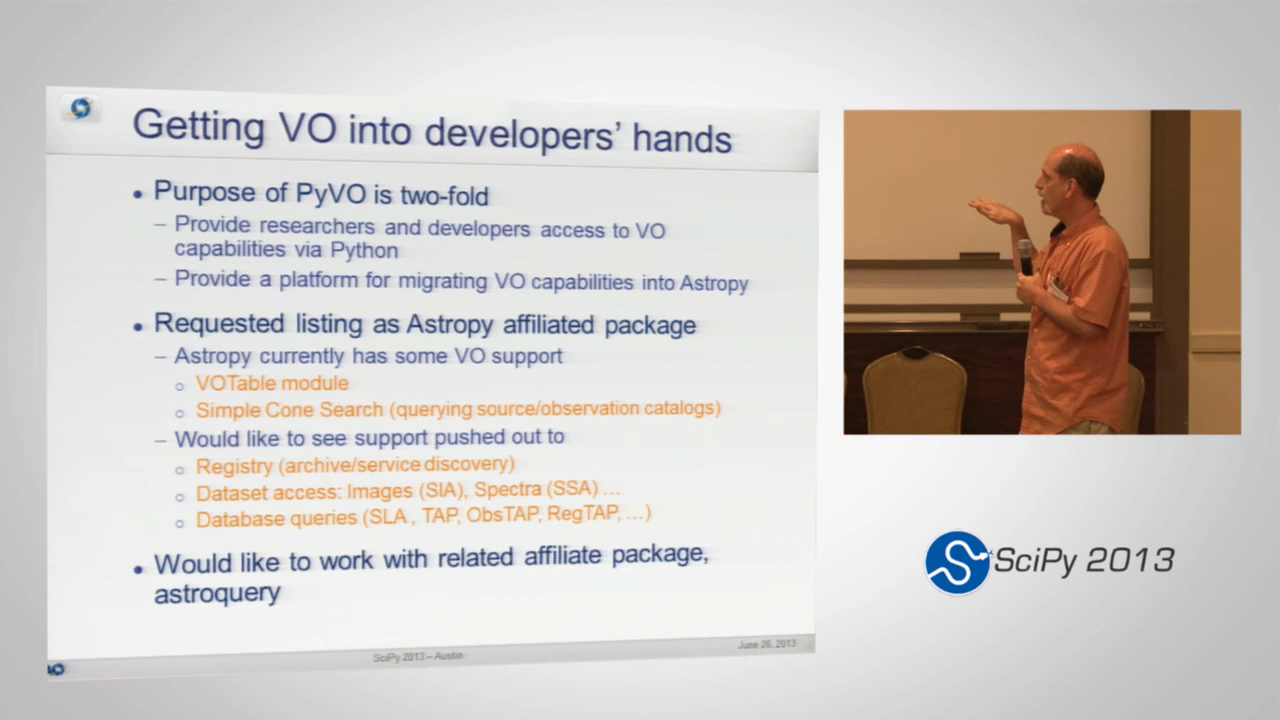 Getting VO into developers' hands
• Purpose of PyVO is two-fold
– Provide researchers and developers access to VO
capabilities via Python
– Provide a platform for migrating VO capabilities into Astropy
• Requested listing as Astropy affiliated package
– Astropy currently has some VO support
○ VOTable module
○ Simple Cone Search (querying source/observation catalogs)
– Would like to see support pushed out to
○ Registry (archive/service discovery)
○ Dataset access: Images (SIA), Spectra (SSA) …
○ Database queries (SLA , TAP, ObsTAP, RegTAP, …)
• Would like to work with related affiliate package,
astroquery
SciPy 2013 – Austin
June 26, 2013
SciPy 2013